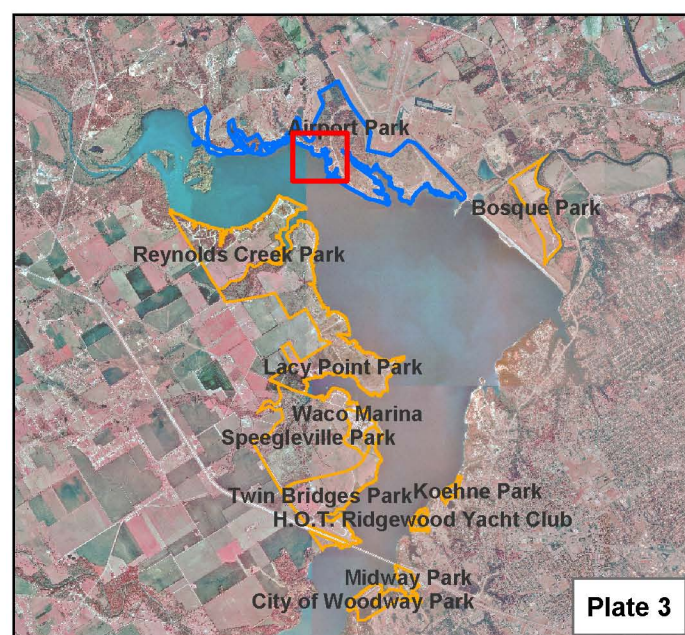 Airport Park
Bosque Park
Reynolds Creek Park
Lacy Point Park
Waco Marina
Speegleville Park
Twin Bridges Park
Koehne Park
H.O.T. Ridgewood Yacht Club
Midway Park
City of Woodway Park
Plate 3